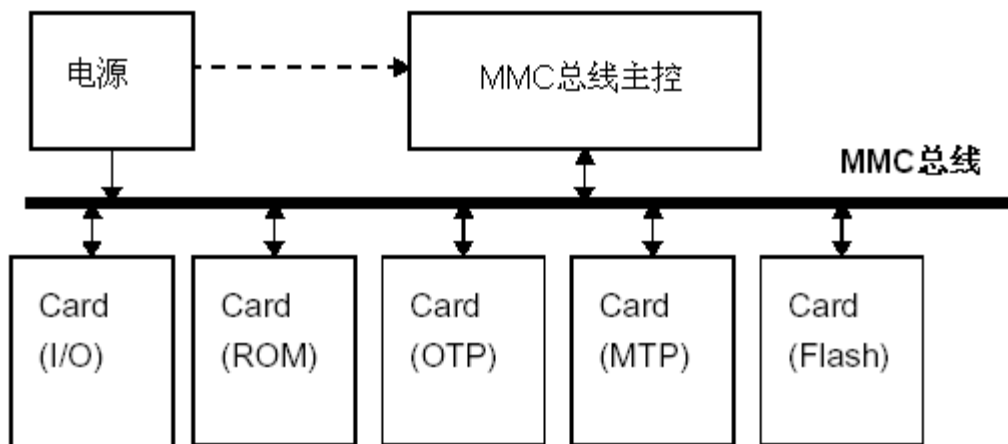 电源
MMC总线主控
MMC总线
Card
(I/O)
Card
(ROM)
Card
(OTP)
Card
(MTP)
Card
(Flash)